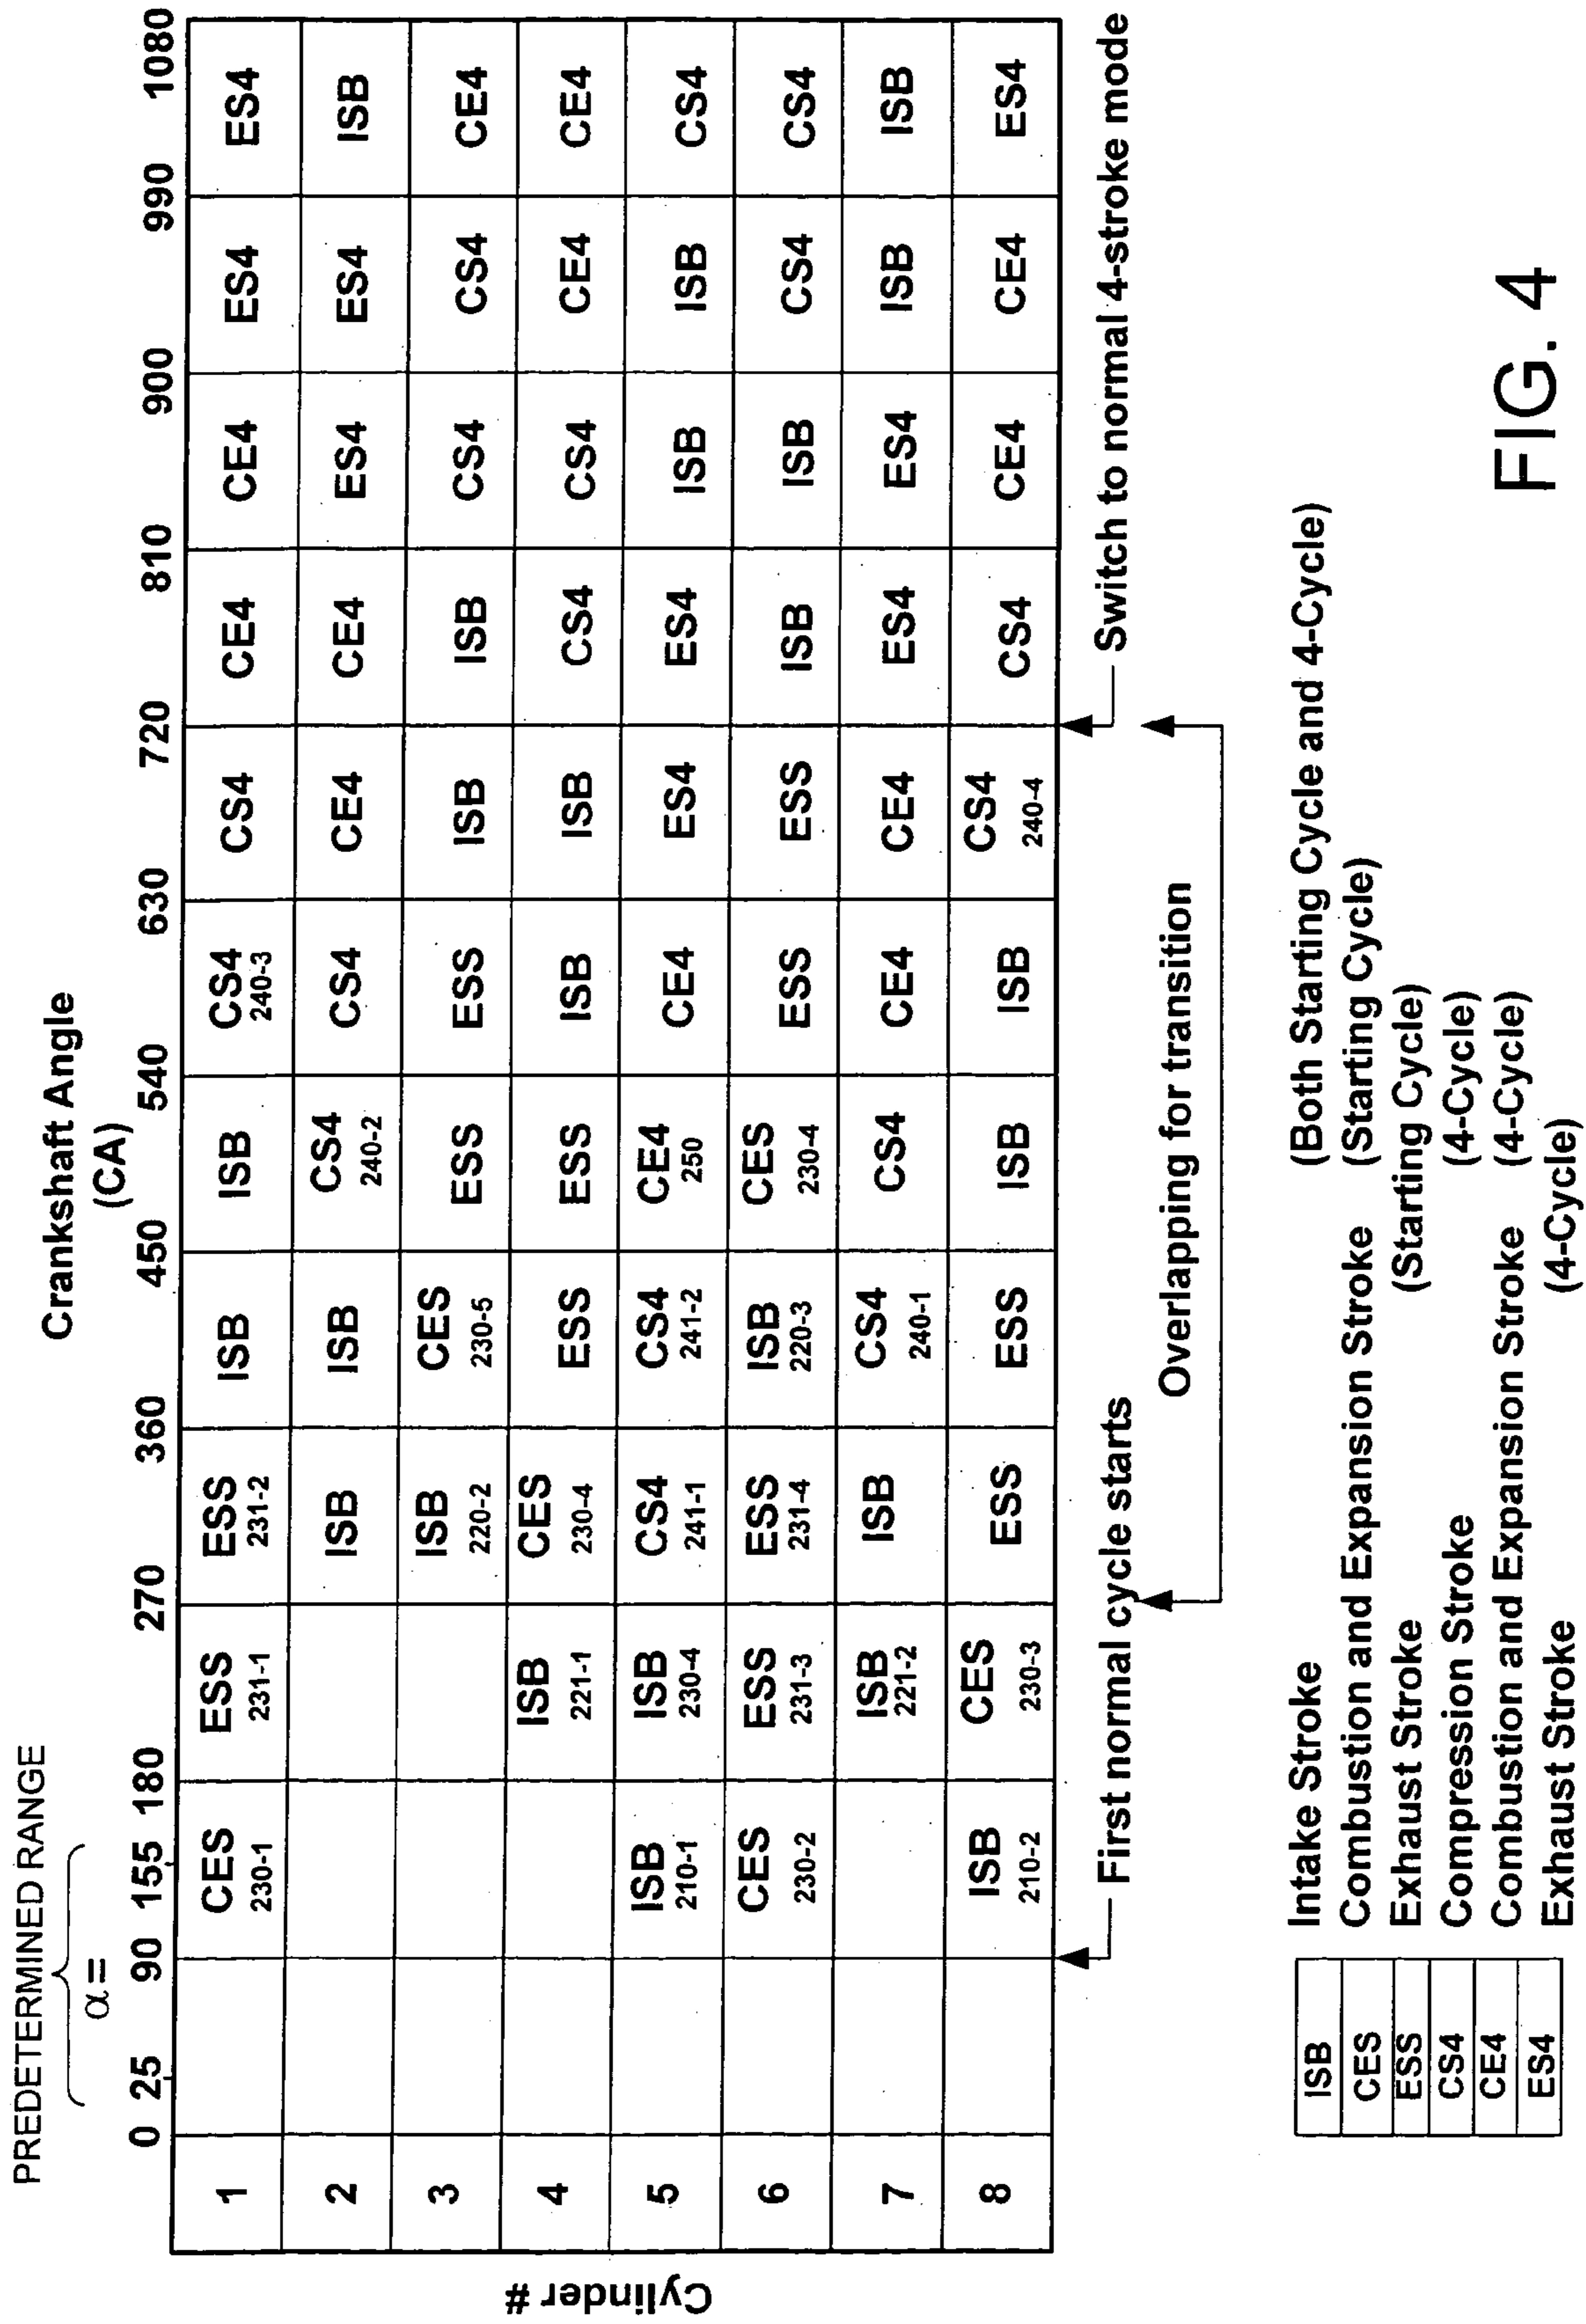 PREDETERMINED RANGE
α =
Crankshaft Angle
(CA)
0 25 90 155 180 270 360 450 540 630 720 810 900 990 1080
Cylinder #
1 CES 230-1 ESS 231-1 ESS 231-2 ISB ISB CS4 240-3 CS4 CE4 CE4 ES4 ES4
2 ISB ISB CS4 240-2 CS4 CE4 CE4 ES4 ES4 ISB
3 ISB 220-2 CES 230-5 ESS ESS ISB ISB CS4 CS4 CE4
4 ISB 221-1 CES 230-4 ESS ESS ISB ISB CS4 CS4 CE4 CE4
5 ISB 210-1 ISB 230-4 CS4 241-1 CS4 241-2 CE4 250 CE4 ES4 ES4 ISB ISB CS4
6 CES 230-2 ESS 231-3 ESS 231-4 ISB 220-3 CES 230-4 ESS ESS ISB ISB CS4 CS4
7 ISB 221-2 ISB CS4 240-1 CS4 CE4 CE4 ES4 ES4 ISB ISB
8 ISB 210-2 CES 230-3 ESS ESS ISB ISB CS4 240-4 CS4 CE4 CE4 ES4
First normal cycle starts
Switch to normal 4-stroke mode
Overlapping for transition
ISB Intake Stroke (Both Starting Cycle and 4-Cycle)
CES Combustion and Expansion Stroke (Starting Cycle)
ESS Exhaust Stroke (Starting Cycle)
CS4 Compression Stroke (4-Cycle)
CE4 Combustion and Expansion Stroke (4-Cycle)
ES4 Exhaust Stroke (4-Cycle)
FIG. 4